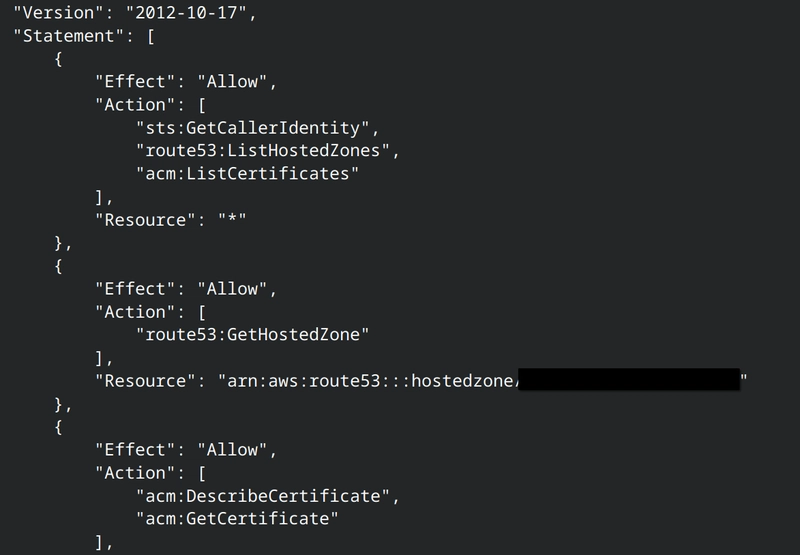 "Version": "2012-10-17",
"Statement": [
{
"Effect": "Allow",
"Action": [
"sts:GetCallerIdentity",
"route53:ListHostedZones",
"acm:ListCertificates"
],
"Resource": "*"
},
{
"Effect": "Allow",
"Action": [
"route53:GetHostedZone"
],
"Resource": "arn:aws:route53:::hostedzone/"
},
{
"Effect": "Allow",
"Action": [
"acm:DescribeCertificate",
"acm:GetCertificate"
],